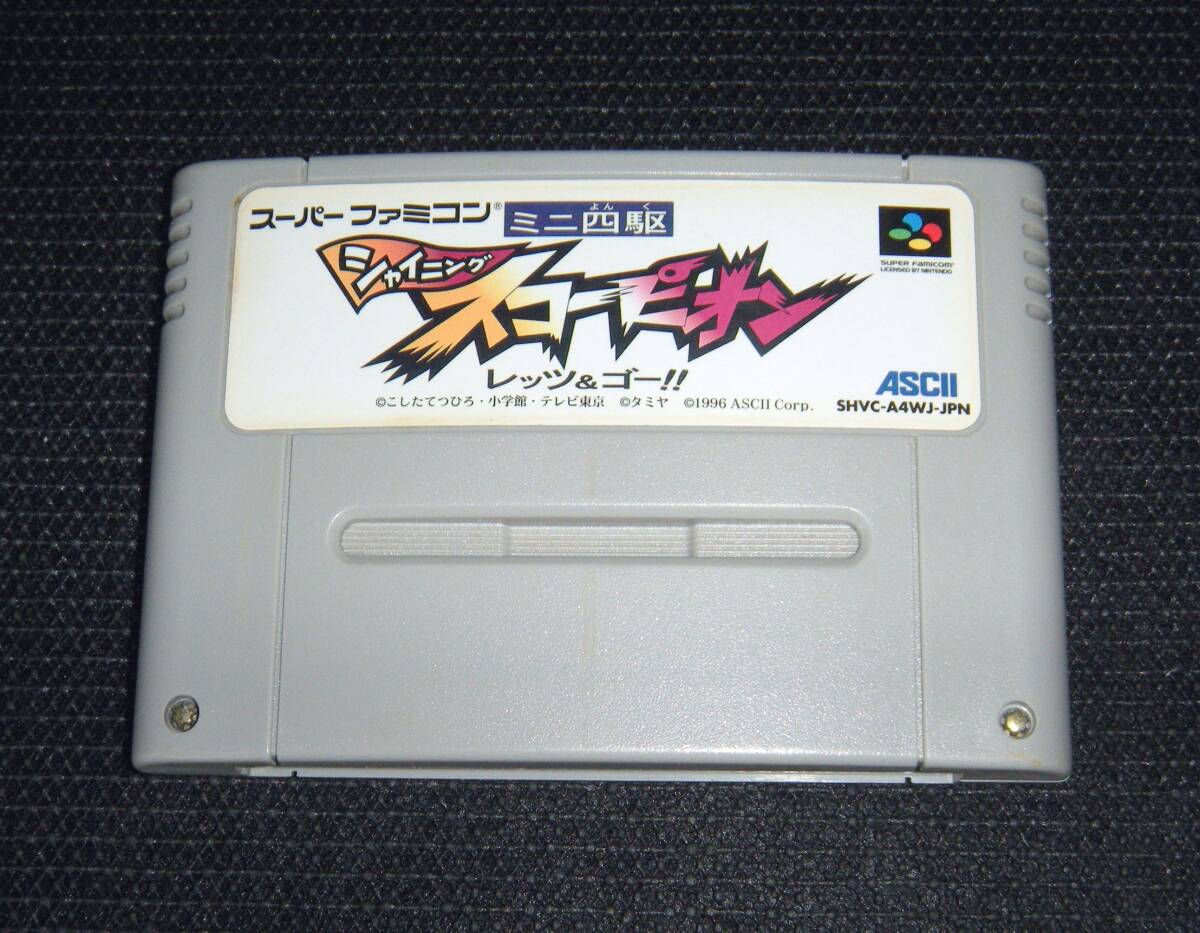 スーパーファミコン®
ミニ四駆
よんく
シャイニング
スコーピオン
レッツ&ゴー!!
SUPER FAMICOM
LICENSED BY NINTENDO
ASCII
©こしたてつひろ・小学館・テレビ東京 ©タミヤ ©1996 ASCII Corp.
SHVC-A4WJ-JPN